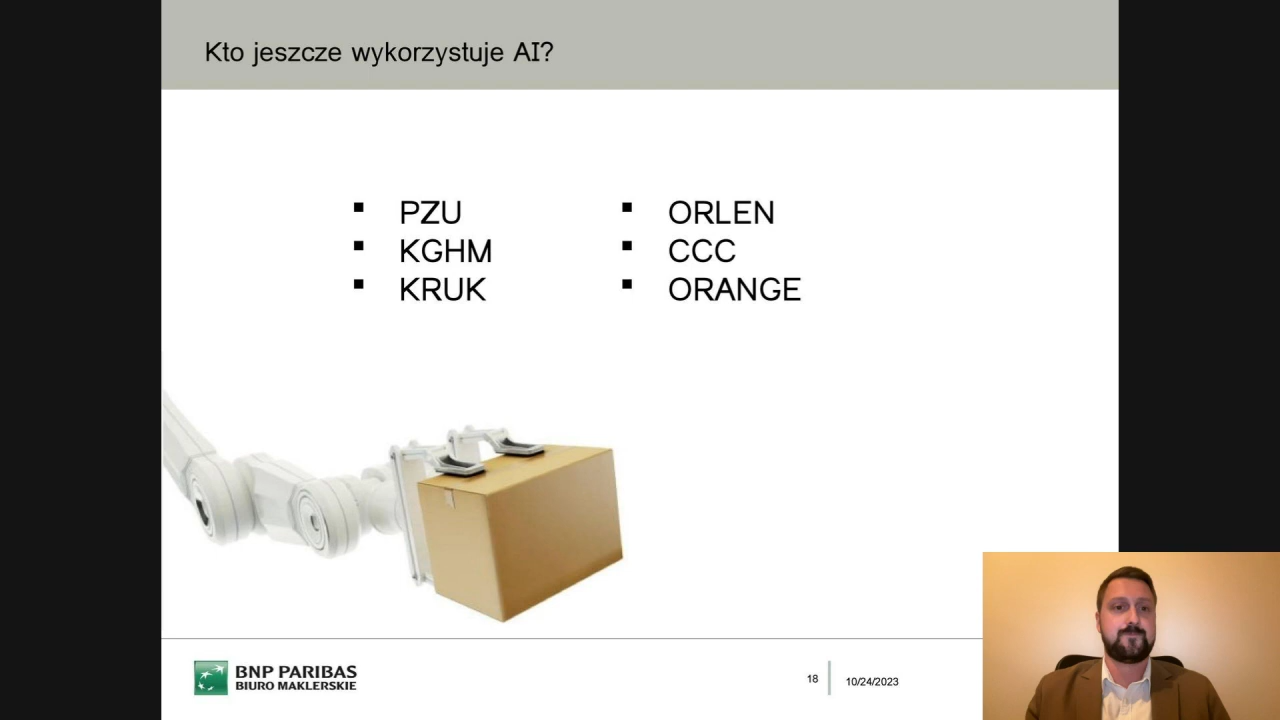 Kto jeszcze wykorzystuje AI?
▪ PZU
▪ KGHM
▪ KRUK
▪ ORLEN
▪ CCC
▪ ORANGE
BNP PARIBAS
BIURO MAKLERSKIE
18
10/24/2023